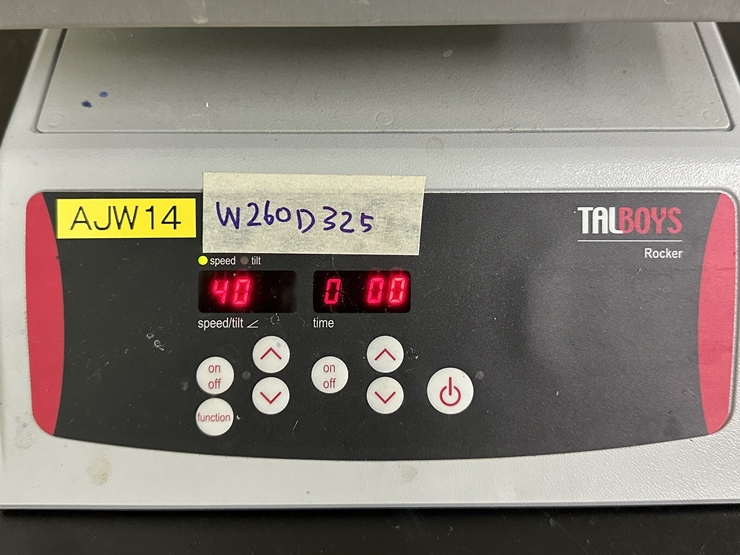 AJW14
W260D325
TALBOYS
Rocker
speed tilt
40
0 00
speed/tilt
time
on
off
on
off
function